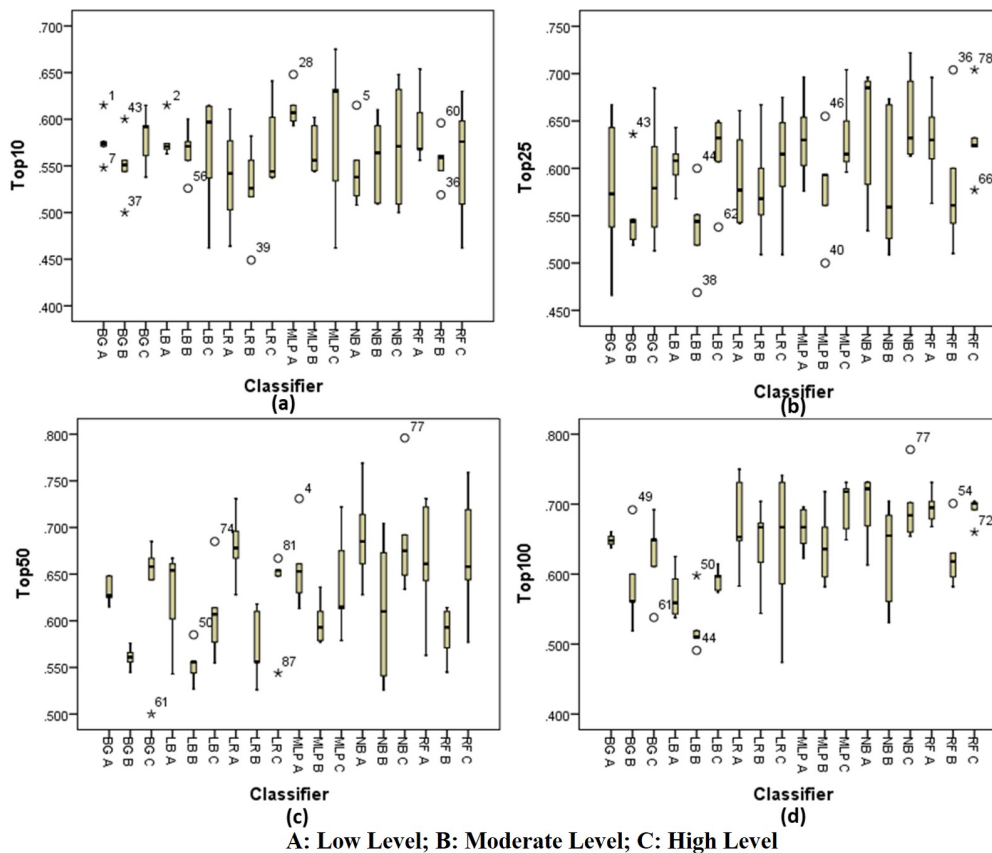 .700
.650
.600
.550
.500
.450
.400
Top10
1
7
43
37
2
56
39
28
5
60
36
BG A
BG B
BG C
LB A
LB B
LB C
LR A
LR B
LR C
MLP A
MLP B
MLP C
NB A
NB B
NB C
RF A
RF B
RF C
Classifier
(a)
.750
.700
.650
.600
.550
.500
.450
Top25
43
44
38
62
46
40
36
78
66
BG A
BG B
BG C
LB A
LB B
LB C
LR A
LR B
LR C
MLP A
MLP B
MLP C
NB A
NB B
NB C
RF A
RF B
RF C
Classifier
(b)
.800
.750
.700
.650
.600
.550
.500
Top50
61
50
74
81
87
4
77
BG A
BG B
BG C
LB A
LB B
LB C
LR A
LR B
LR C
MLP A
MLP B
MLP C
NB A
NB B
NB C
RF A
RF B
RF C
Classifier
(c)
.800
.700
.600
.500
.400
Top100
49
61
50
44
77
54
72
BG A
BG B
BG C
LB A
LB B
LB C
LR A
LR B
LR C
MLP A
MLP B
MLP C
NB A
NB B
NB C
RF A
RF B
RF C
Classifier
(d)
A: Low Level; B: Moderate Level; C: High Level